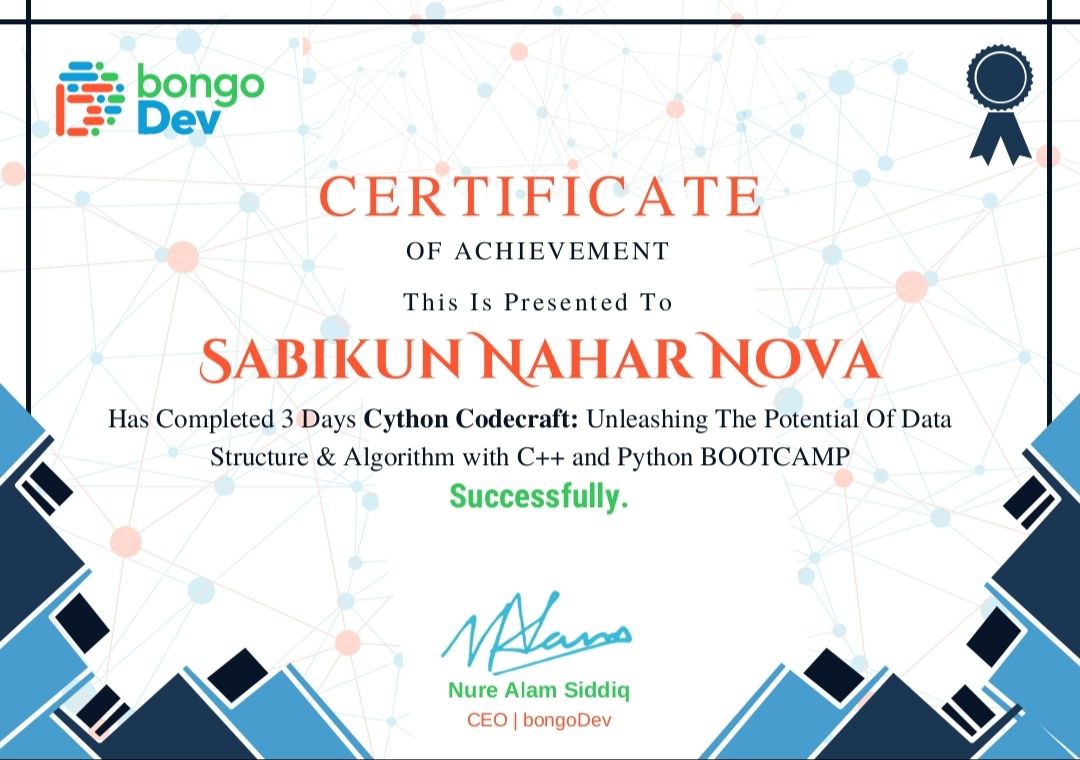 bongo
Dev
CERTIFICATE
OF ACHIEVEMENT
This Is Presented To
SABIKUN NAHAR NOVA
Has Completed 3 Days Cython Codecraft: Unleashing The Potential Of Data
Structure & Algorithm with C++ and Python BOOTCAMP
Successfully.
Nure Alam Siddiq
CEO | bongoDev